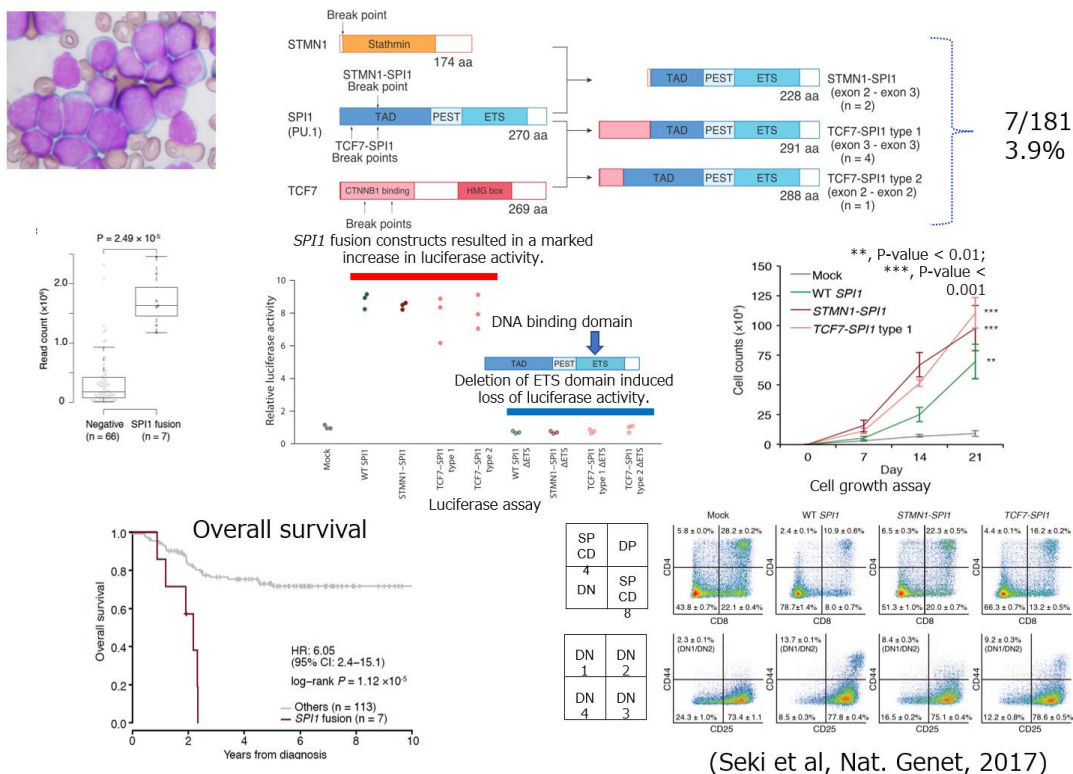 Break point
STMN1
Stathmin
174 aa
STMN1-SPI1
Break point
SPI1
(PU.1)
TAD
PEST
ETS
270 aa
TCF7-SPI1
Break points
TCF7
CTNNB1 binding
HMG box
269 aa
Break points
TAD
PEST
ETS
228 aa
STMN1-SPI1
(exon 2 - exon 3)
(n = 2)
TAD
PEST
ETS
291 aa
TCF7-SPI1 type 1
(exon 3 - exon 3)
(n = 4)
TAD
PEST
ETS
288 aa
TCF7-SPI1 type 2
(exon 2 - exon 2)
(n = 1)
7/181
3.9%
P = 2.49 × 10⁻⁵
Read count (×10⁶)
2.0
1.0
0
Negative
(n = 66)
SPI1 fusion
(n = 7)
SPI1 fusion constructs resulted in a marked
increase in luciferase activity.
Relative luciferase activity
10
8
6
4
2
0
DNA binding domain
TAD
PEST
ETS
Deletion of ETS domain induced
loss of luciferase activity.
Mock
WT SPI1
STMN1–SPI1
TCF7–SPI1
type 1
TCF7–SPI1
type 2
WT SPI1
ΔETS
STMN1–SPI1
ΔETS
TCF7–SPI1
type 1 ΔETS
TCF7–SPI1
type 2 ΔETS
Luciferase assay
**, P-value < 0.01;
***, P-value <
0.001
Mock
WT SPI1
STMN1-SPI1
TCF7-SPI1 type 1
Cell counts (×10⁴)
125
100
75
50
25
0
***
***
**
0
7
14
21
Day
Cell growth assay
Overall survival
Overall survival
1.0
0.8
0.6
0.4
0.2
0.0
HR: 6.05
(95% CI: 2.4–15.1)
log–rank P = 1.12 ×10⁻⁵
Others (n = 113)
SPI1 fusion (n = 7)
0
2
4
6
8
10
Years from diagnosis
SP
CD
4
DP
DN
SP
CD
8
DN
1
DN
2
DN
4
DN
3
Mock
WT SPI1
STMN1-SPI1
TCF7-SPI1
5.8 ± 0.0%
28.2 ± 0.2%
2.4 ± 0.1%
10.9 ± 0.6%
6.5 ± 0.3%
22.3 ± 0.5%
4.4 ± 0.1%
16.2 ± 0.2%
CD4
CD4
CD4
CD4
43.8 ± 0.7%
22.1 ± 0.4%
78.7±1.4%
8.0 ± 0.7%
51.3 ± 1.0%
20.0 ± 0.7%
66.3 ± 0.7%
13.2 ± 0.5%
CD8
CD8
CD8
CD8
2.3 ± 0.1%
(DN1/DN2)
13.7 ± 0.1%
(DN1/DN2)
8.4 ± 0.3%
(DN1/DN2)
9.2 ± 0.3%
(DN1/DN2)
CD44
CD44
CD44
CD44
24.3 ± 1.0%
73.4 ± 1.1
8.5 ± 0.3%
77.8 ± 0.4%
16.5 ± 0.2%
75.1 ± 0.4%
12.2 ± 0.8%
78.6 ± 0.5%
CD25
CD25
CD25
CD25
(Seki et al, Nat. Genet, 2017)